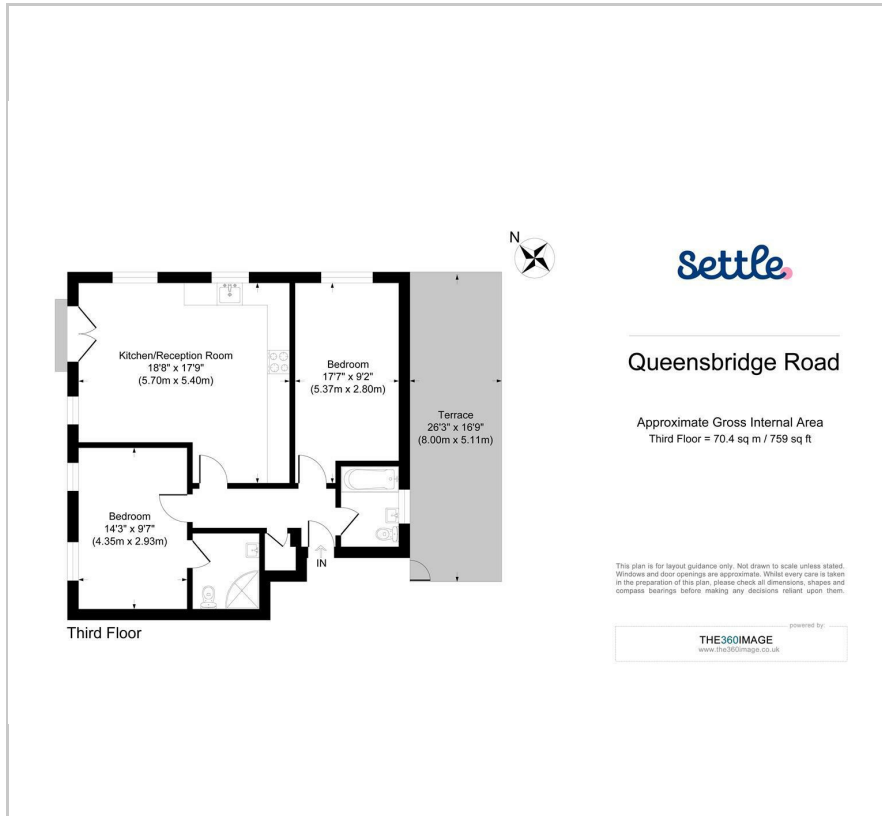 N
Settle
Kitchen/Reception Room
18'8" x 17'9"
(5.70m x 5.40m)
Bedroom
17'7" x 9'2"
(5.37m x 2.80m)
Terrace
26'3" x 16'9"
(8.00m x 5.11m)
Bedroom
14'3" x 9'7"
(4.35m x 2.93m)
IN
Third Floor
Queensbridge Road
Approximate Gross Internal Area
Third Floor = 70.4 sq m / 759 sq ft
This plan is for layout guidance only. Not drawn to scale unless stated.
Windows and door openings are approximate. Whilst every care is taken
in the preparation of this plan, please check all dimensions, shapes and
compass bearings before making any decisions reliant upon them.
powered by:
THE360IMAGE
www.the360image.co.uk